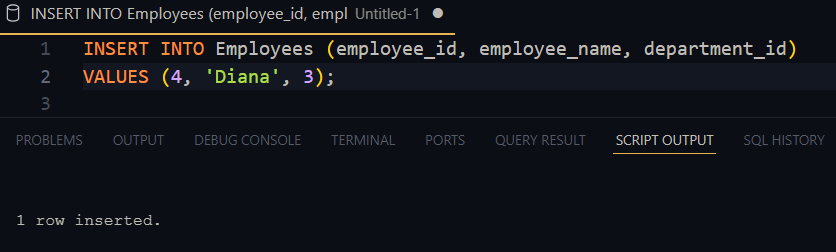 INSERT INTO Employees (employee_id, empl Untitled-1
1 INSERT INTO Employees (employee_id, employee_name, department_id)
2 VALUES (4, 'Diana', 3);
3
PROBLEMS OUTPUT DEBUG CONSOLE TERMINAL PORTS QUERY RESULT SCRIPT OUTPUT SQL HISTORY
1 row inserted.